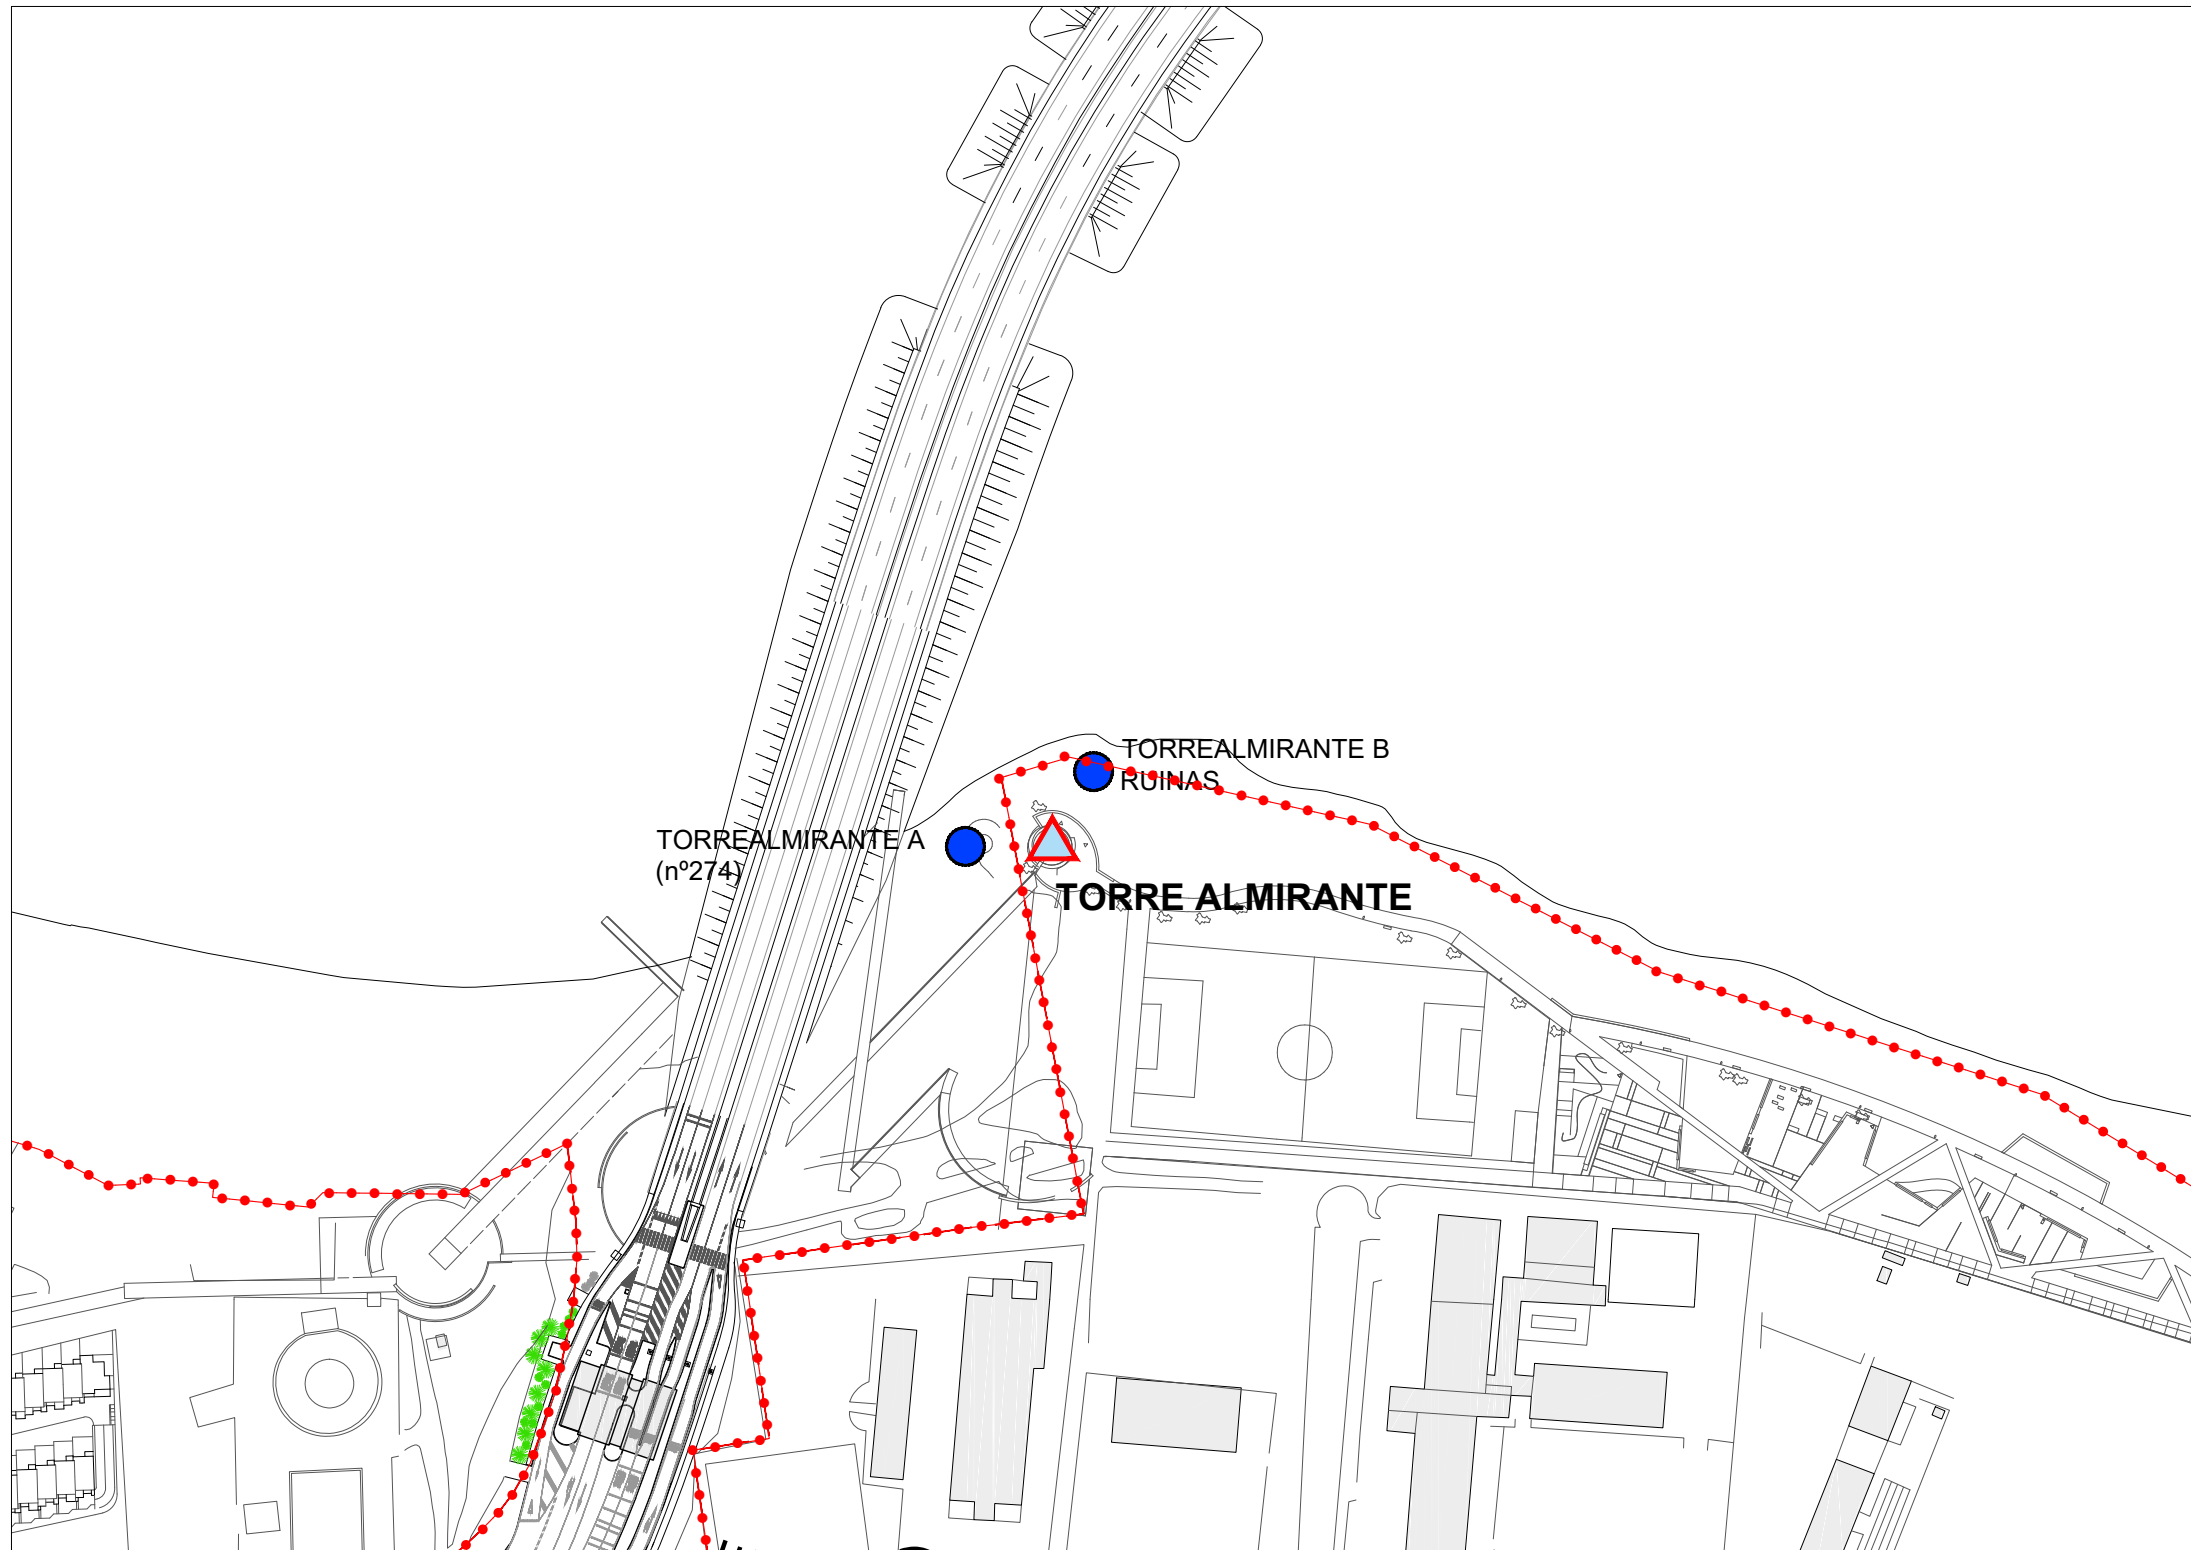 TORREALMIRANTE B
RUINAS
TORREALMIRANTE A
(nº274)
TORRE ALMIRANTE